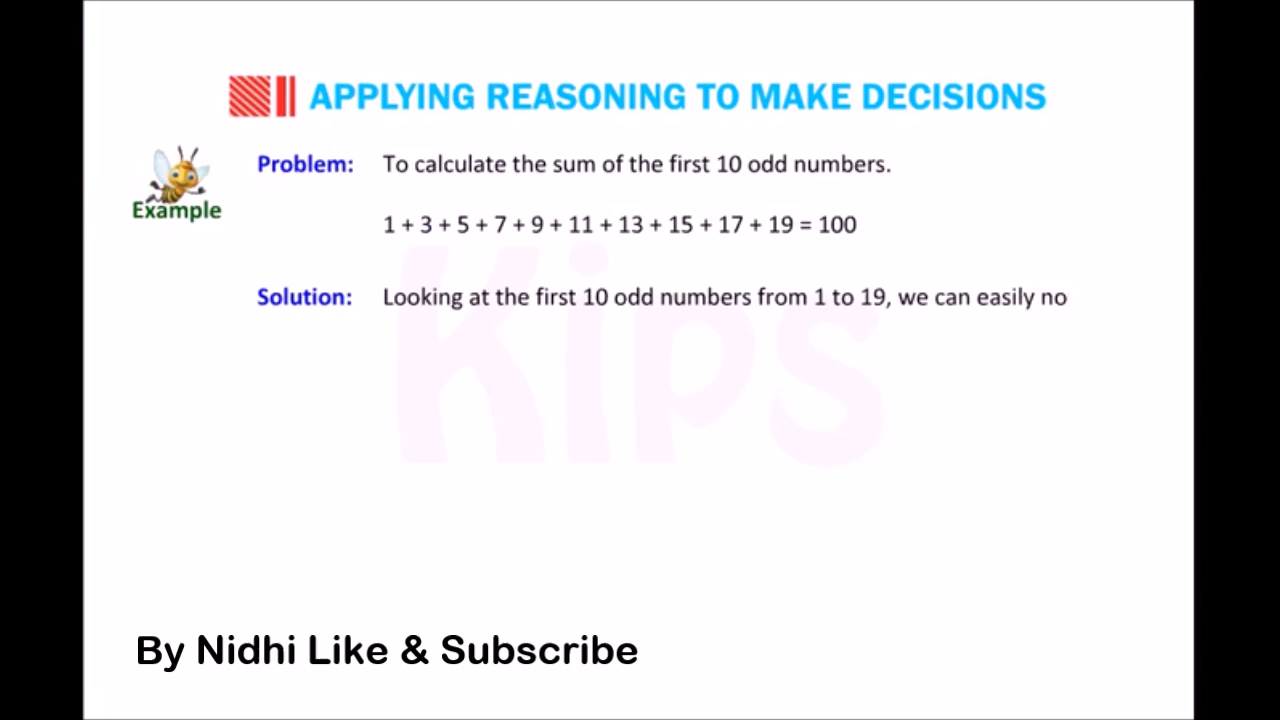 APPLYING REASONING TO MAKE DECISIONS
Example
Problem: To calculate the sum of the first 10 odd numbers.
1 + 3 + 5 + 7 + 9 + 11 + 13 + 15 + 17 + 19 = 100
Solution: Looking at the first 10 odd numbers from 1 to 19, we can easily no
Kips
By Nidhi Like & Subscribe